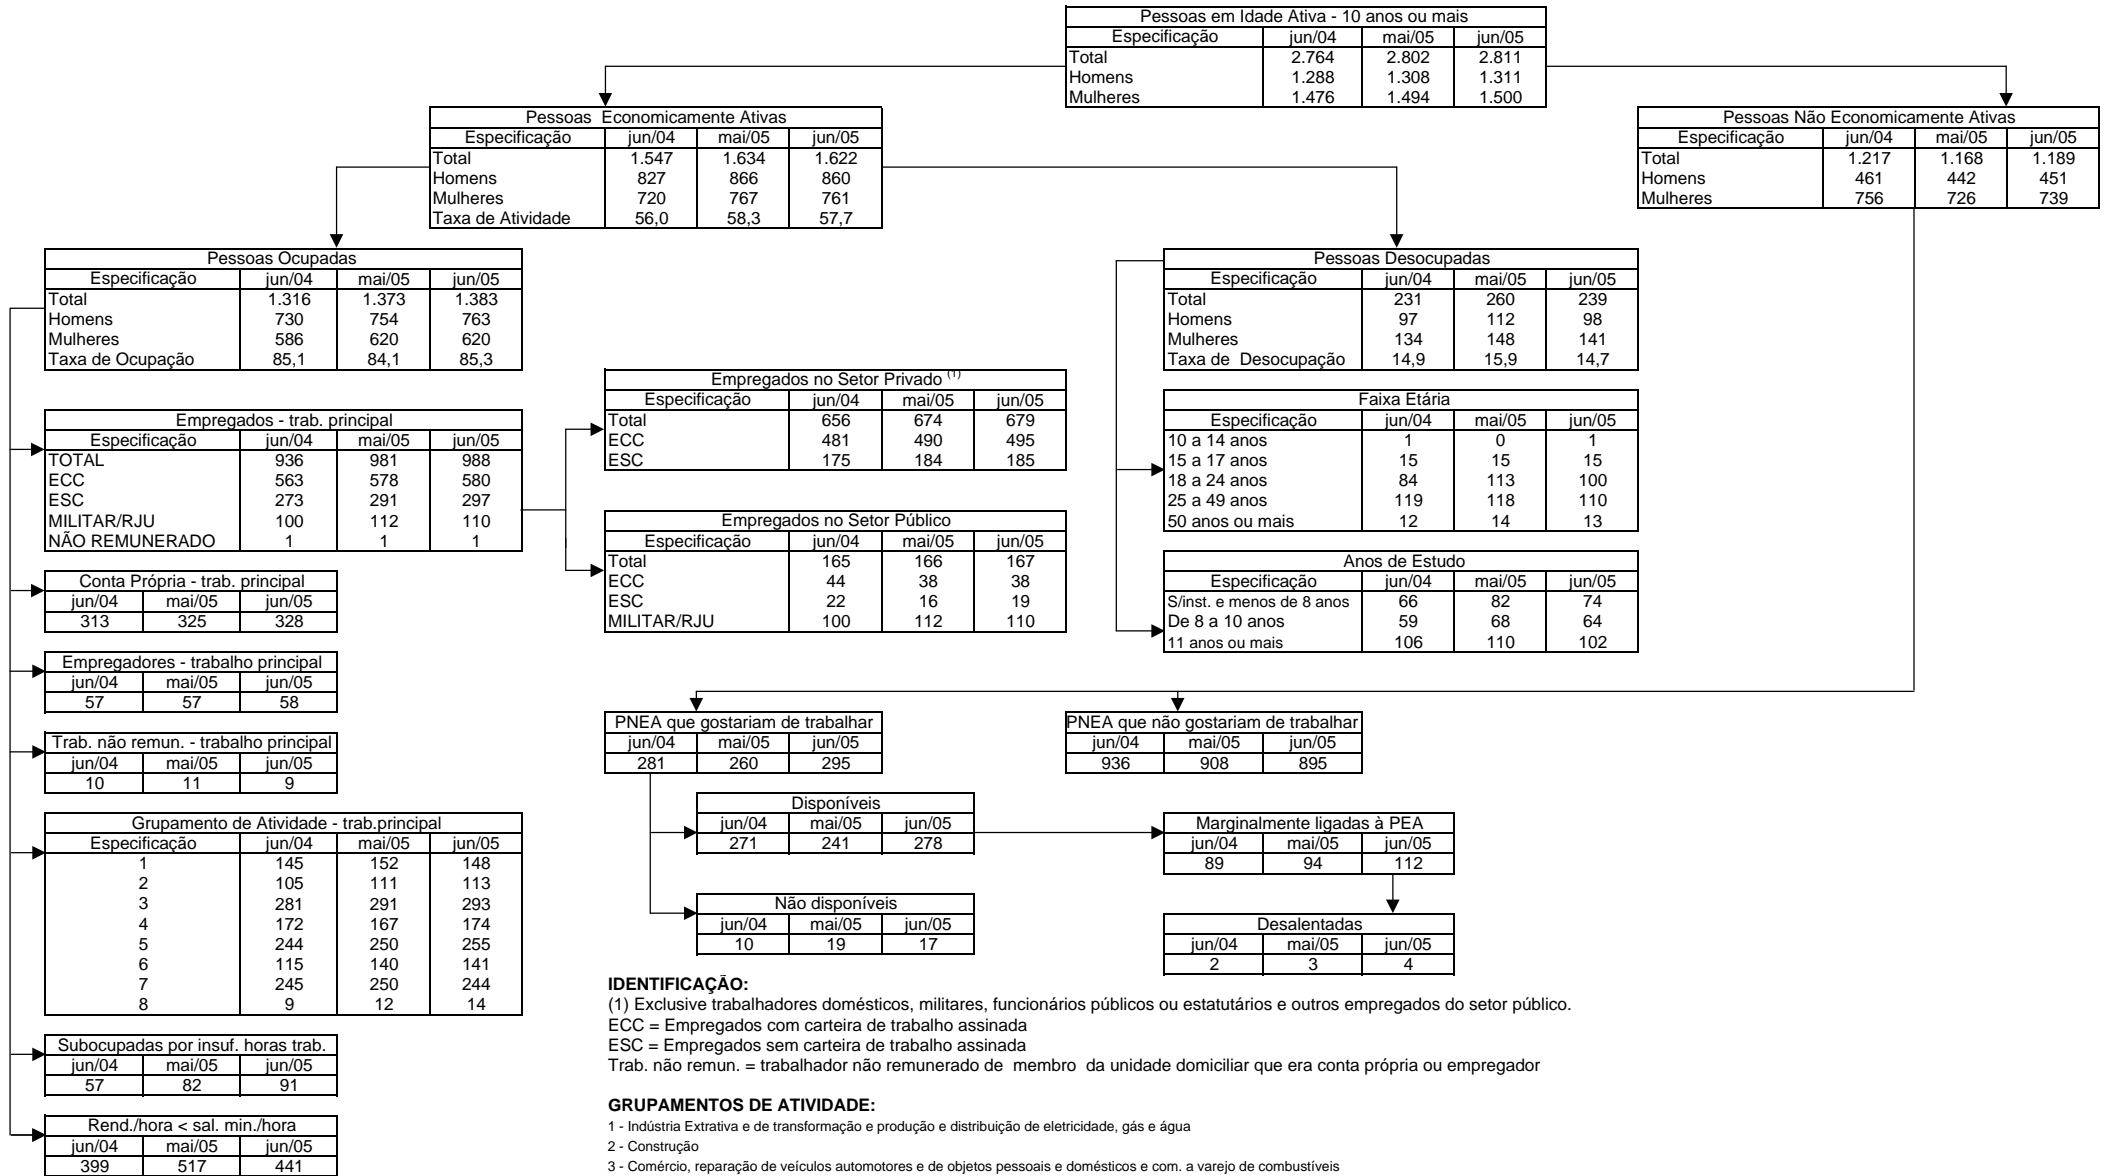 Pessoas em Idade Ativa - 10 anos ou mais
Especificação jun/04 mai/05 jun/05
Total 2.764 2.802 2.811
Homens 1.288 1.308 1.311
Mulheres 1.476 1.494 1.500
Pessoas Economicamente Ativas
Especificação jun/04 mai/05 jun/05
Total 1.547 1.634 1.622
Homens 827 866 860
Mulheres 720 767 761
Taxa de Atividade 56,0 58,3 57,7
Pessoas Não Economicamente Ativas
Especificação jun/04 mai/05 jun/05
Total 1.217 1.168 1.189
Homens 461 442 451
Mulheres 756 726 739
Pessoas Ocupadas
Especificação jun/04 mai/05 jun/05
Total 1.316 1.373 1.383
Homens 730 754 763
Mulheres 586 620 620
Taxa de Ocupação 85,1 84,1 85,3
Pessoas Desocupadas
Especificação jun/04 mai/05 jun/05
Total 231 260 239
Homens 97 112 98
Mulheres 134 148 141
Taxa de Desocupação 14,9 15,9 14,7
Empregados - trab. principal
Especificação jun/04 mai/05 jun/05
TOTAL 936 981 988
ECC 563 578 580
ESC 273 291 297
MILITAR/RJU 100 112 110
NÃO REMUNERADO 1 1 1
Empregados no Setor Privado (1)
Especificação jun/04 mai/05 jun/05
Total 656 674 679
ECC 481 490 495
ESC 175 184 185
Empregados no Setor Público
Especificação jun/04 mai/05 jun/05
Total 165 166 167
ECC 44 38 38
ESC 22 16 19
MILITAR/RJU 100 112 110
Faixa Etária
Especificação jun/04 mai/05 jun/05
10 a 14 anos 1 0 1
15 a 17 anos 15 15 15
18 a 24 anos 84 113 100
25 a 49 anos 119 118 110
50 anos ou mais 12 14 13
Anos de Estudo
Especificação jun/04 mai/05 jun/05
S/inst. e menos de 8 anos 66 82 74
De 8 a 10 anos 59 68 64
11 anos ou mais 106 110 102
Conta Própria - trab. principal
jun/04 mai/05 jun/05
313 325 328
Empregadores - trabalho principal
jun/04 mai/05 jun/05
57 57 58
Trab. não remun. - trabalho principal
jun/04 mai/05 jun/05
10 11 9
PNEA que gostariam de trabalhar
jun/04 mai/05 jun/05
281 260 295
PNEA que não gostariam de trabalhar
jun/04 mai/05 jun/05
936 908 895
Disponíveis
jun/04 mai/05 jun/05
271 241 278
Marginalmente ligadas à PEA
jun/04 mai/05 jun/05
89 94 112
Não disponíveis
jun/04 mai/05 jun/05
10 19 17
Desalentadas
jun/04 mai/05 jun/05
2 3 4
Grupamento de Atividade - trab.principal
Especificação jun/04 mai/05 jun/05
1 145 152 148
2 105 111 113
3 281 291 293
4 172 167 174
5 244 250 255
6 115 140 141
7 245 250 244
8 9 12 14
Subocupadas por insuf. horas trab.
jun/04 mai/05 jun/05
57 82 91
Rend./hora < sal. min./hora
jun/04 mai/05 jun/05
399 517 441
IDENTIFICAÇÃO:
(1) Exclusive trabalhadores domésticos, militares, funcionários públicos ou estatutários e outros empregados do setor público.
ECC = Empregados com carteira de trabalho assinada
ESC = Empregados sem carteira de trabalho assinada
Trab. não remun. = trabalhador não remunerado de membro da unidade domiciliar que era conta própria ou empregador
GRUPAMENTOS DE ATIVIDADE:
1 - Indústria Extrativa e de transformação e produção e distribuição de eletricidade, gás e água
2 - Construção
3 - Comércio, reparação de veículos automotores e de objetos pessoais e domésticos e com. a varejo de combustíveis